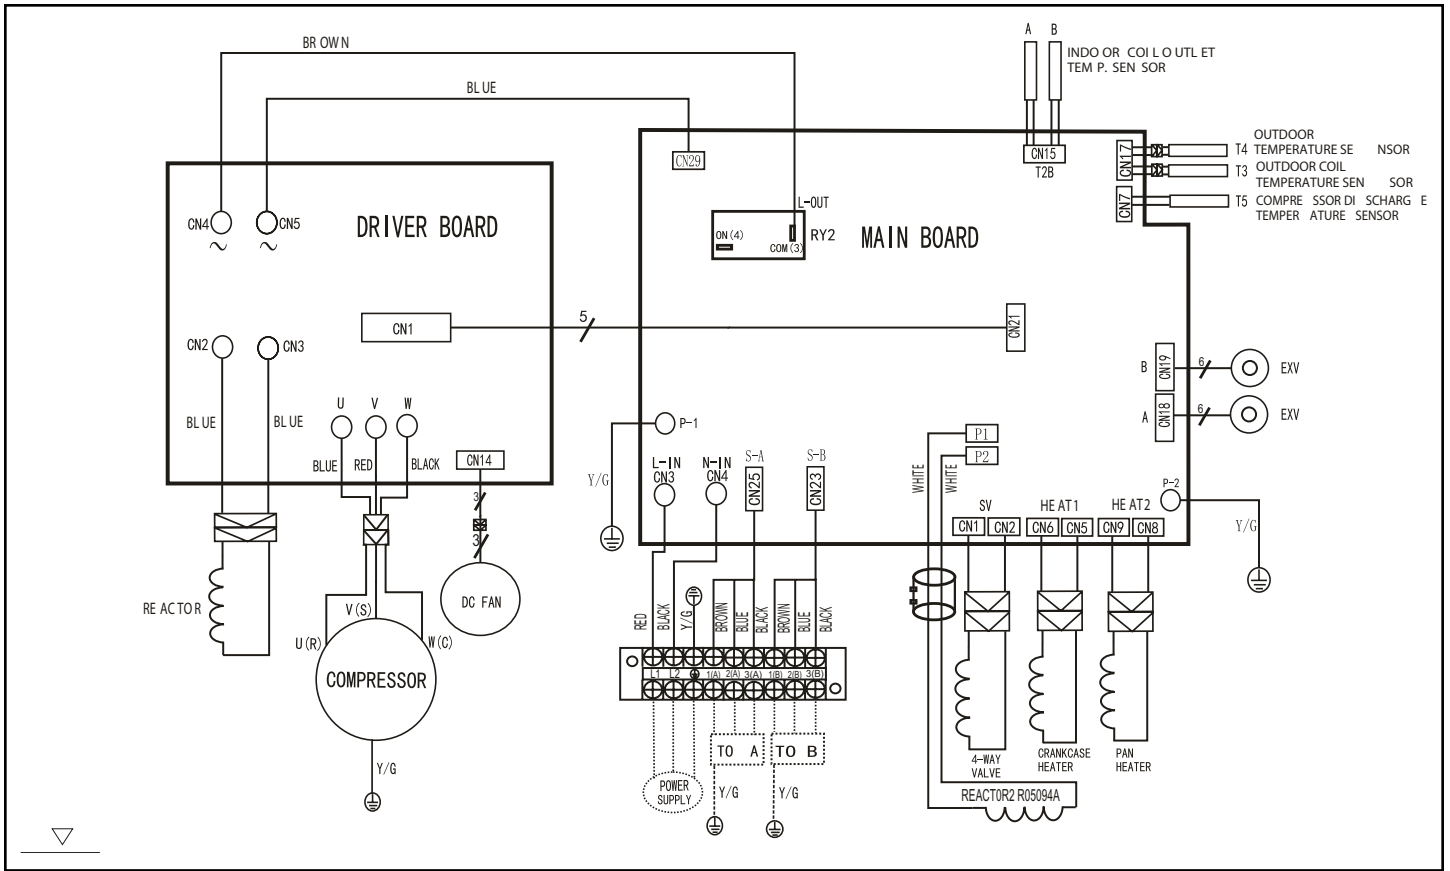 BROWN
BLUE
A B
INDOOR COIL OUTLET
TEMP. SENSOR
CN15
T2B
CN17
T4 OUTDOOR
TEMPERATURE SENSOR
T3 OUTDOOR COIL
TEMPERATURE SENSOR
CN7
T5 COMPRESSOR DISCHARGE
TEMPERATURE SENSOR
CN29
L-OUT
ON(4)
COM(3)
RY2
MAIN BOARD
CN4
~
CN5
~
DRIVER BOARD
CN1
5
CN21
CN2
CN3
BLUE
BLUE
U V W
BLUE RED BLACK
CN14
3
3
DC FAN
REACTOR
V(S)
U(R)
W(C)
COMPRESSOR
Y/G
B CN19 6 EXV
A CN18 6 EXV
P-1
Y/G
L-IN
CN3
N-IN
CN4
S-A
CN25
S-B
CN23
P1
P2
WHITE
WHITE
P-2
Y/G
SV
CN1 CN2
HEAT1
CN6 CN5
HEAT2
CN9 CN8
RED
BLACK
Y/G
BROWN
BLUE
BLACK
BROWN
BLUE
BLACK
L1 L2 1(A) 2(A) 3(A) 1(B) 2(B) 3(B)
POWER
SUPPLY
TO A
TO B
Y/G
Y/G
4-WAY
VALVE
CRANKCASE
HEATER
PAN
HEATER
REACTOR2 R05094A